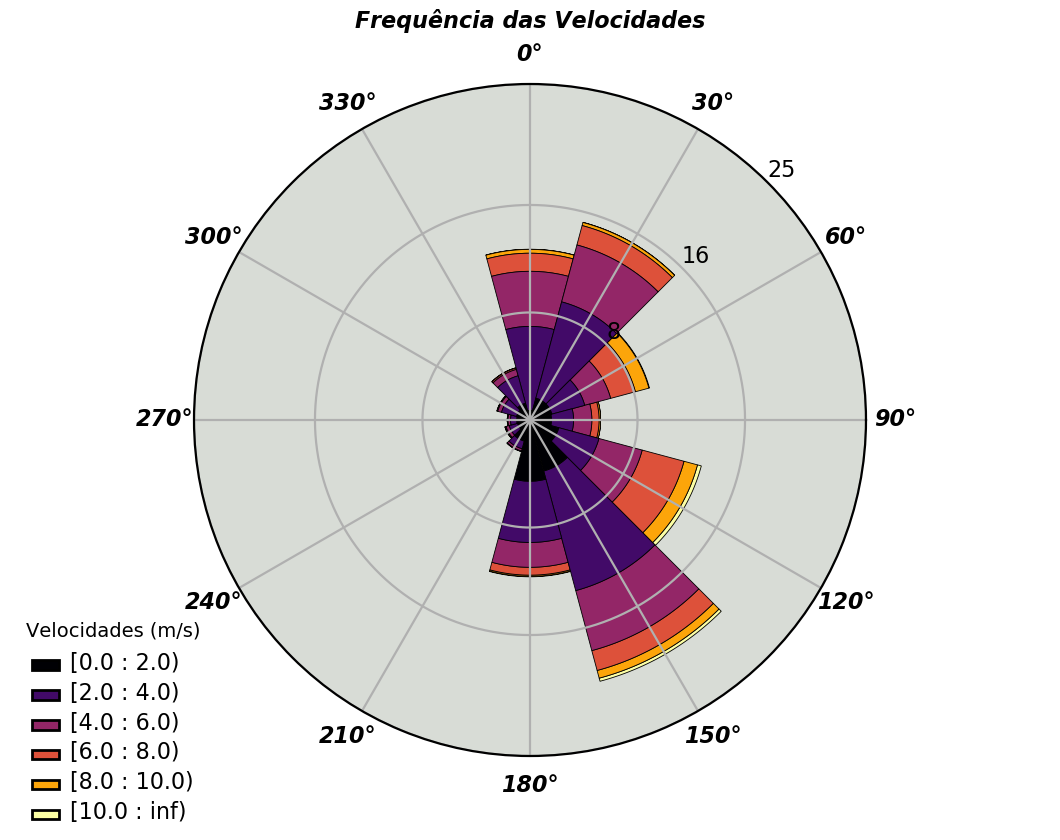 Frequência das Velocidades
0°
330°
30°
25
300°
60°
16
8
270°
90°
240°
120°
210°
150°
180°
Velocidades (m/s)
[0.0 : 2.0)
[2.0 : 4.0)
[4.0 : 6.0)
[6.0 : 8.0)
[8.0 : 10.0)
[10.0 : inf)